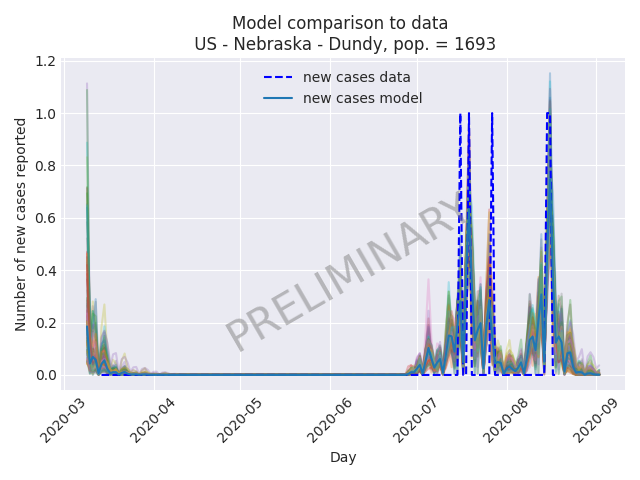 Model comparison to data
US - Nebraska - Dundy, pop. = 1693
new cases data
new cases model
Number of new cases reported
1.2
1.0
0.8
0.6
0.4
0.2
0.0
PRELIMINARY
2020-03
2020-04
2020-05
2020-06
2020-07
2020-08
2020-09
Day